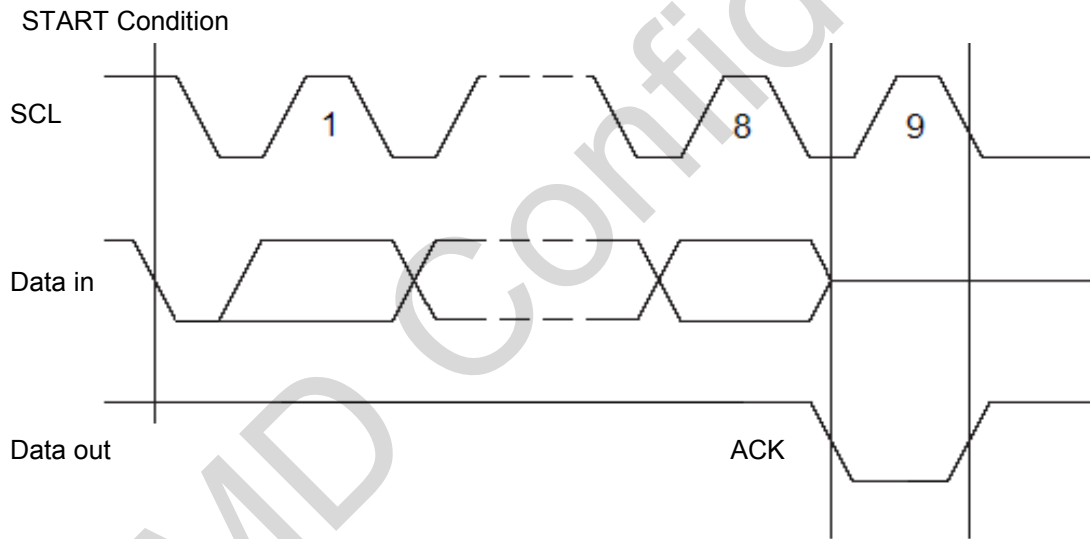 START Condition
SCL
1
8
9
Data in
Data out
ACK